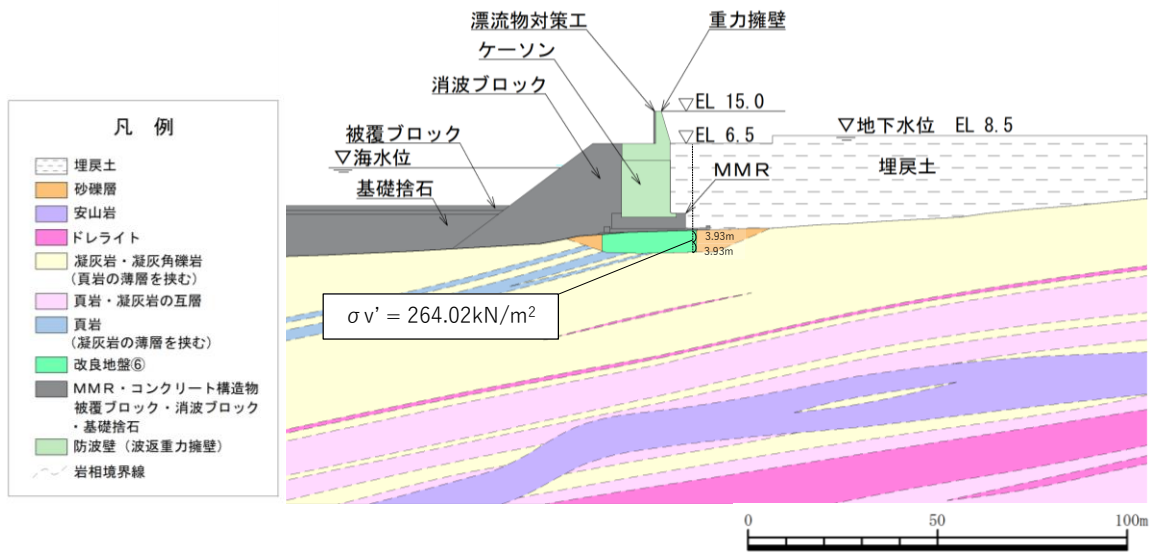 漂流物対策工
重力擁壁
ケーソン
消波ブロック
▽EL 15.0
被覆ブロック
▽EL 6.5
▽地下水位 EL 8.5
▽海水位
MMR
埋戻土
基礎捨石
3.93m
3.93m
σv' = 264.02kN/m²
凡 例
埋戻土
砂礫層
安山岩
ドレライト
凝灰岩・凝灰角礫岩
(頁岩の薄層を挟む)
頁岩・凝灰岩の互層
頁岩
(凝灰岩の薄層を挟む)
改良地盤⑥
MMR・コンクリート構造物
被覆ブロック・消波ブロック
・基礎捨石
防波壁(波返重力擁壁)
岩相境界線
0 50 100m